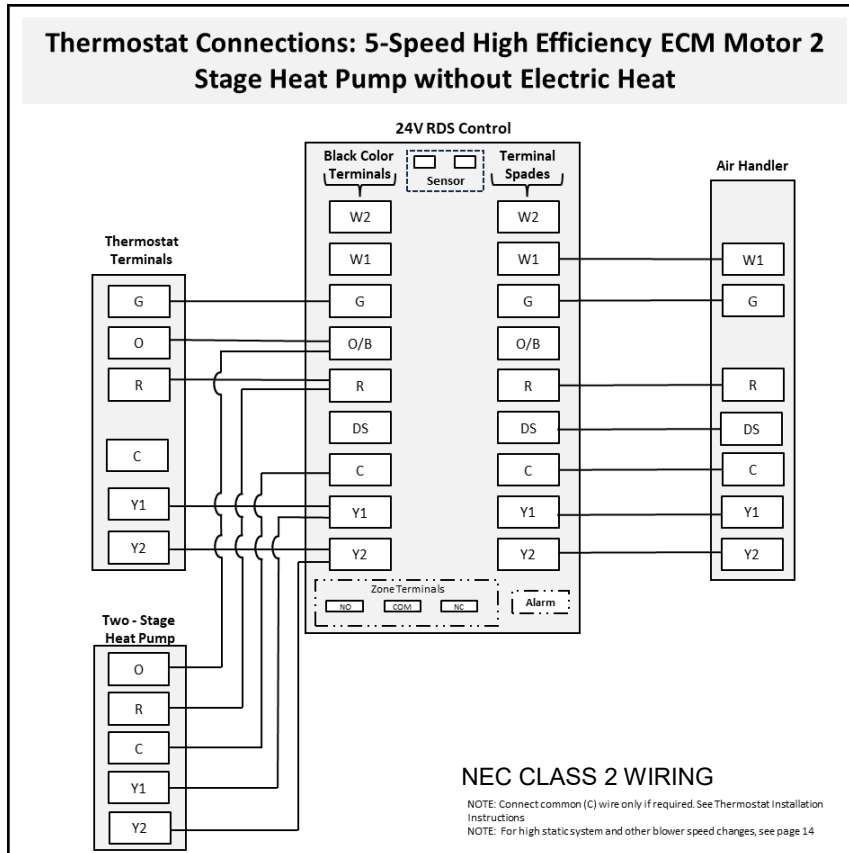 Thermostat Connections: 5-Speed High Efficiency ECM Motor 2
Stage Heat Pump without Electric Heat
24V RDS Control
Black Color
Terminals
Sensor
Terminal
Spades
W2
W1
G
O/B
R
DS
C
Y1
Y2
W2
W1
G
O/B
R
DS
C
Y1
Y2
Zone Terminals
NO
COM
NC
Alarm
Air Handler
W1
G
R
DS
C
Y1
Y2
Thermostat
Terminals
G
O
R
C
Y1
Y2
Two - Stage
Heat Pump
O
R
C
Y1
Y2
NEC CLASS 2 WIRING
NOTE: Connect common (C) wire only if required. See Thermostat Installation
Instructions
NOTE: For high static system and other blower speed changes, see page 14